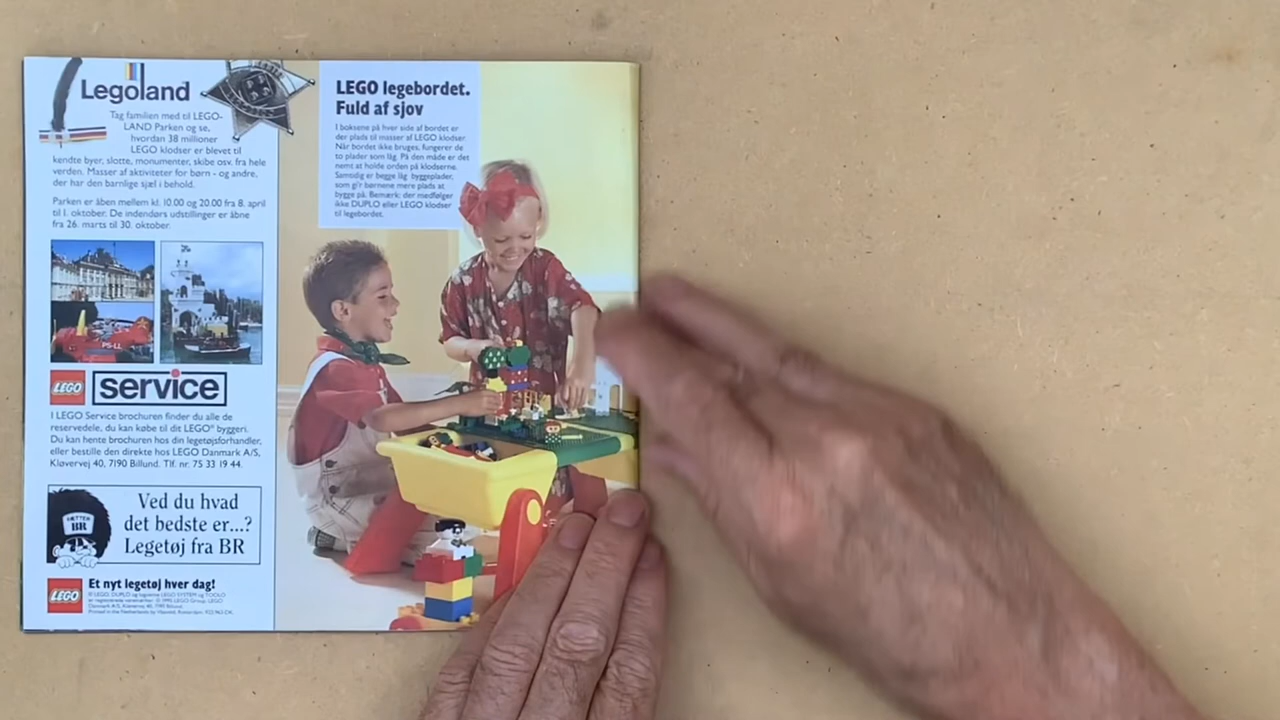 Legoland
Tag familien med til LEGO-
LAND Parken og se,
hvordan 38 millioner
LEGO klodser er blevet til
kendte byer, slotte, monumenter, skibe osv. fra hele
verden. Masser af aktiviteter for børn - og andre,
der har den barnlige sjæl i behold.
Parken er åben mellem kl. 10.00 og 20.00 fra 8. april
til 1. oktober. De indendørs udstillinger er åbne
fra 26. marts til 30. oktober.
LEGO service
I LEGO Service brochuren finder du alle de
reservedele, du kan købe til dit LEGO® byggeri.
Du kan hente brochuren hos din legetøjsforhandler,
eller bestille den direkte hos LEGO Danmark A/S,
Kløvervej 40, 7190 Billund. Tlf. nr. 75 33 19 44.
FÆTTER
BR
Ved du hvad
det bedste er...?
Legetøj fra BR
LEGO
Et nyt legetøj hver dag!
LEGO legebordet.
Fuld af sjov
I boksene på hver side af bordet er
der plads til masser af LEGO klodser.
Når bordet ikke bruges, fungerer de
to plader som låg. På den måde er det
nemt at holde orden på klodserne.
Samtidig er begge låg byggeplader,
som gi'r børnene mere plads at
bygge på. Bemærk: der medfølger
ikke DUPLO eller LEGO klodser
til legebordet.